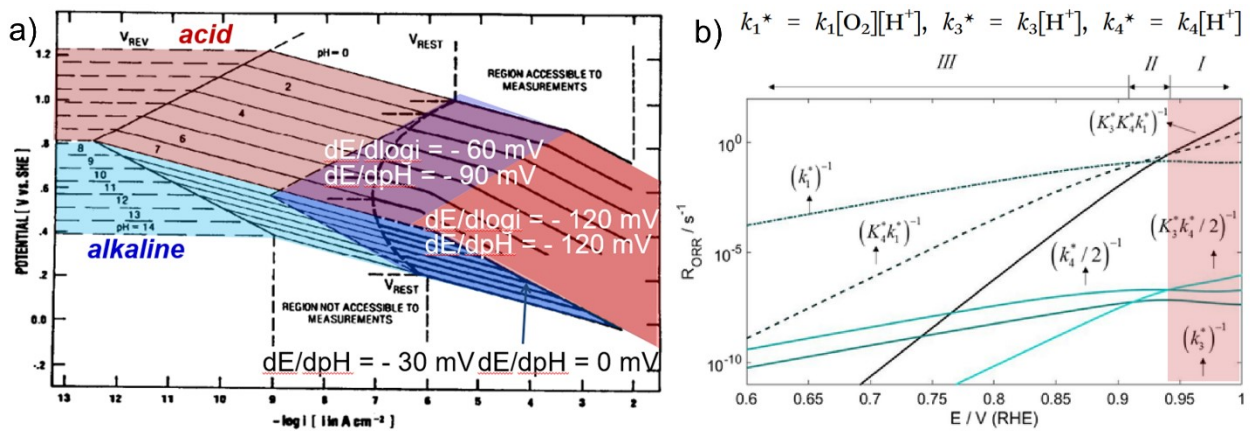 a)
V_REV
acid
pH=0
V_REST
REGION ACCESSIBLE TO
MEASUREMENTS
2
4
6
7
8
9
10
11
12
13
pH = 14
alkaline
dE/dlogi = - 60 mV
dE/dpH = - 90 mV
dE/dlogi = - 120 mV
dE/dpH = - 120 mV
V_REST
REGION NOT ACCESSIBLE TO
MEASUREMENTS
dE/dpH = - 30 mV
dE/dpH = 0 mV
POTENTIAL [ V vs. SHE ]
1.2
1.0
.8
.6
.4
.2
0.0
-.2
13 12 11 10 9 8 7 6 5 4 3 2
-log i [ i in A cm⁻² ]
b)
k₁* = k₁[O₂][H⁺], k₃* = k₃[H⁺], k₄* = k₄[H⁺]
III II I
(K₃*K₄*k₁*)⁻¹
(k₁*)⁻¹
(K₄*k₁*)⁻¹
(k₄*/2)⁻¹
(K₃*k₄*/2)⁻¹
(k₃*)⁻¹
R_ORR / s⁻¹
10⁰
10⁻⁵
10⁻¹⁰
0.6 0.65 0.7 0.75 0.8 0.85 0.9 0.95 1
E / V (RHE)